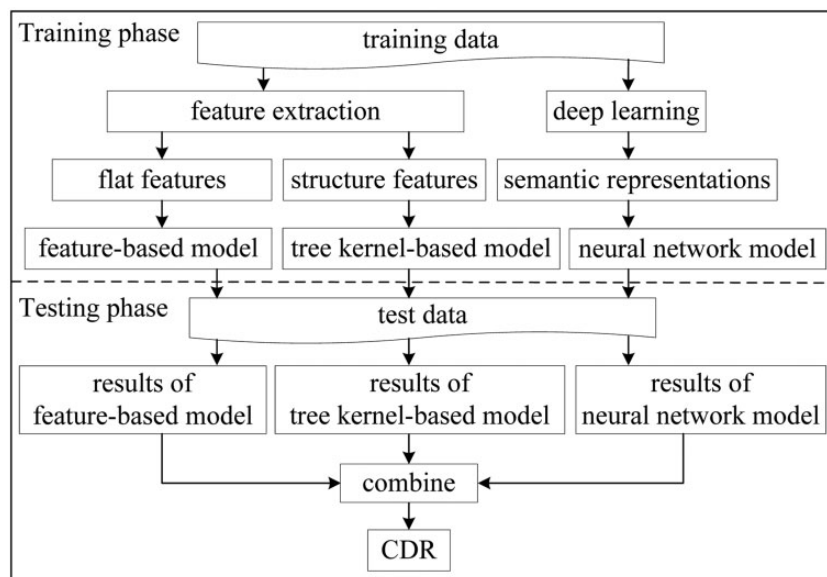 Training phase
training data
feature extraction
deep learning
flat features
structure features
semantic representations
feature-based model
tree kernel-based model
neural network model
Testing phase
test data
results of
feature-based model
results of
tree kernel-based model
results of
neural network model
combine
CDR